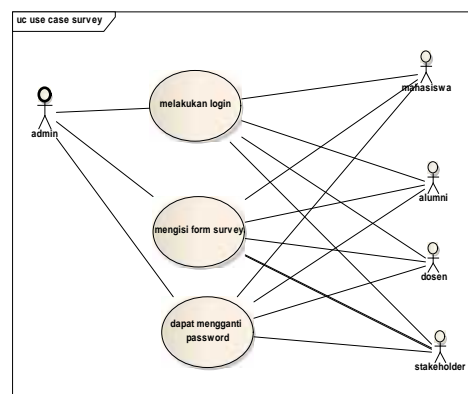 uc use case survey
melakukan login
mahasiswa
admin
alumni
mengisi form survey
dosen
dapat mengganti
password
stakeholder